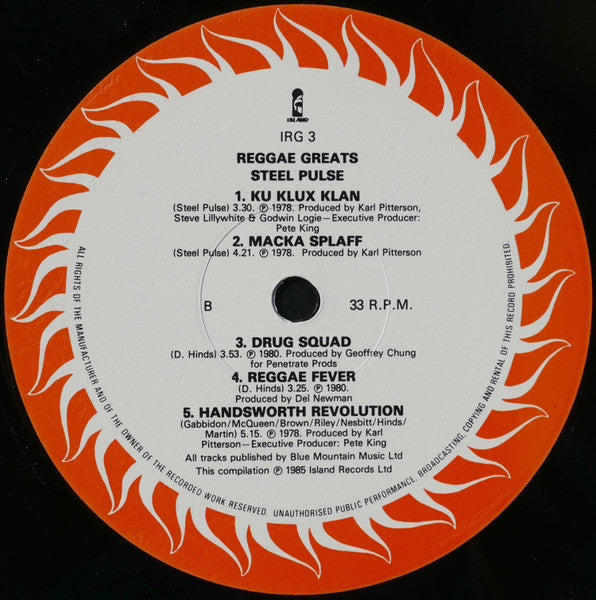 ISLAND
IRG 3
REGGAE GREATS
STEEL PULSE
1. KU KLUX KLAN
(Steel Pulse) 3.30. ℗ 1978. Produced by Karl Pitterson,
Steve Lillywhite & Godwin Logie—Executive Producer:
Pete King
2. MACKA SPLAFF
(Steel Pulse) 4.21. ℗ 1978. Produced by Karl Pitterson
B
33 R.P.M.
3. DRUG SQUAD
(D. Hinds) 3.53. ℗ 1980. Produced by Geoffrey Chung
for Penetrate Prods
4. REGGAE FEVER
(D. Hinds) 3.25. ℗ 1980.
Produced by Del Newman
5. HANDSWORTH REVOLUTION
(Gabbidon/McQueen/Brown/Riley/Nesbitt/Hinds/
Martin) 5.15. ℗ 1978. Produced by Karl
Pitterson—Executive Producer: Pete King
All tracks published by Blue Mountain Music Ltd
This compilation ℗ 1985 Island Records Ltd
ALL RIGHTS OF THE MANUFACTURER AND OF THE OWNER OF THE RECORDED WORK RESERVED. UNAUTHORISED PUBLIC PERFORMANCE, BROADCASTING, COPYING AND RENTAL OF THIS RECORD PROHIBITED.